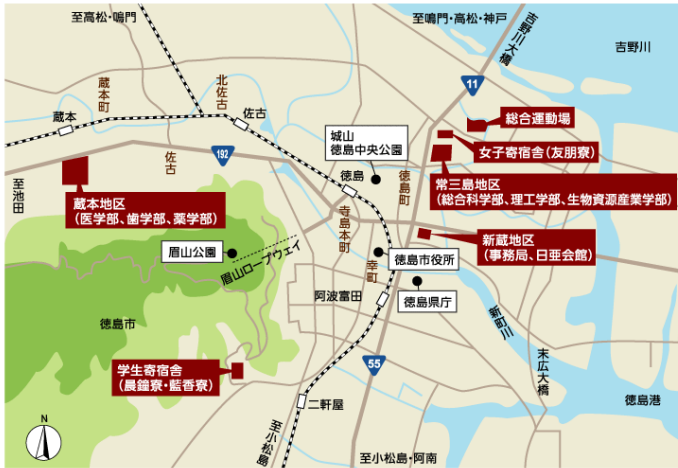 至高松・鳴門
至鳴門・高松・神戸
吉野川大橋
吉野川
11
蔵本町
北佐古
蔵本
佐古
総合運動場
城山
徳島中央公園
女子寄宿舎(友朋寮)
佐古
192
徳島
徳島町
常三島地区
(総合科学部、理工学部、生物資源産業学部)
至池田
蔵本地区
(医学部、歯学部、薬学部)
寺島本町
新蔵地区
(事務局、日亜会館)
眉山公園
眉山ロープウェイ
幸町
徳島市役所
阿波富田
徳島県庁
新町川
徳島市
末広大橋
学生寄宿舎
(晨鐘寮・藍香寮)
55
二軒屋
徳島港
N
至小松島
至小松島・阿南